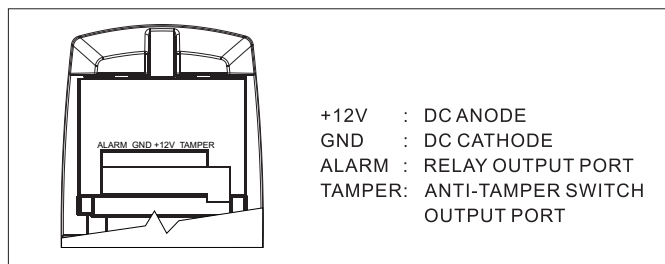 ALARM GND +12V TAMPER
+12V : DC ANODE
GND : DC CATHODE
ALARM : RELAY OUTPUT PORT
TAMPER: ANTI-TAMPER SWITCH
OUTPUT PORT